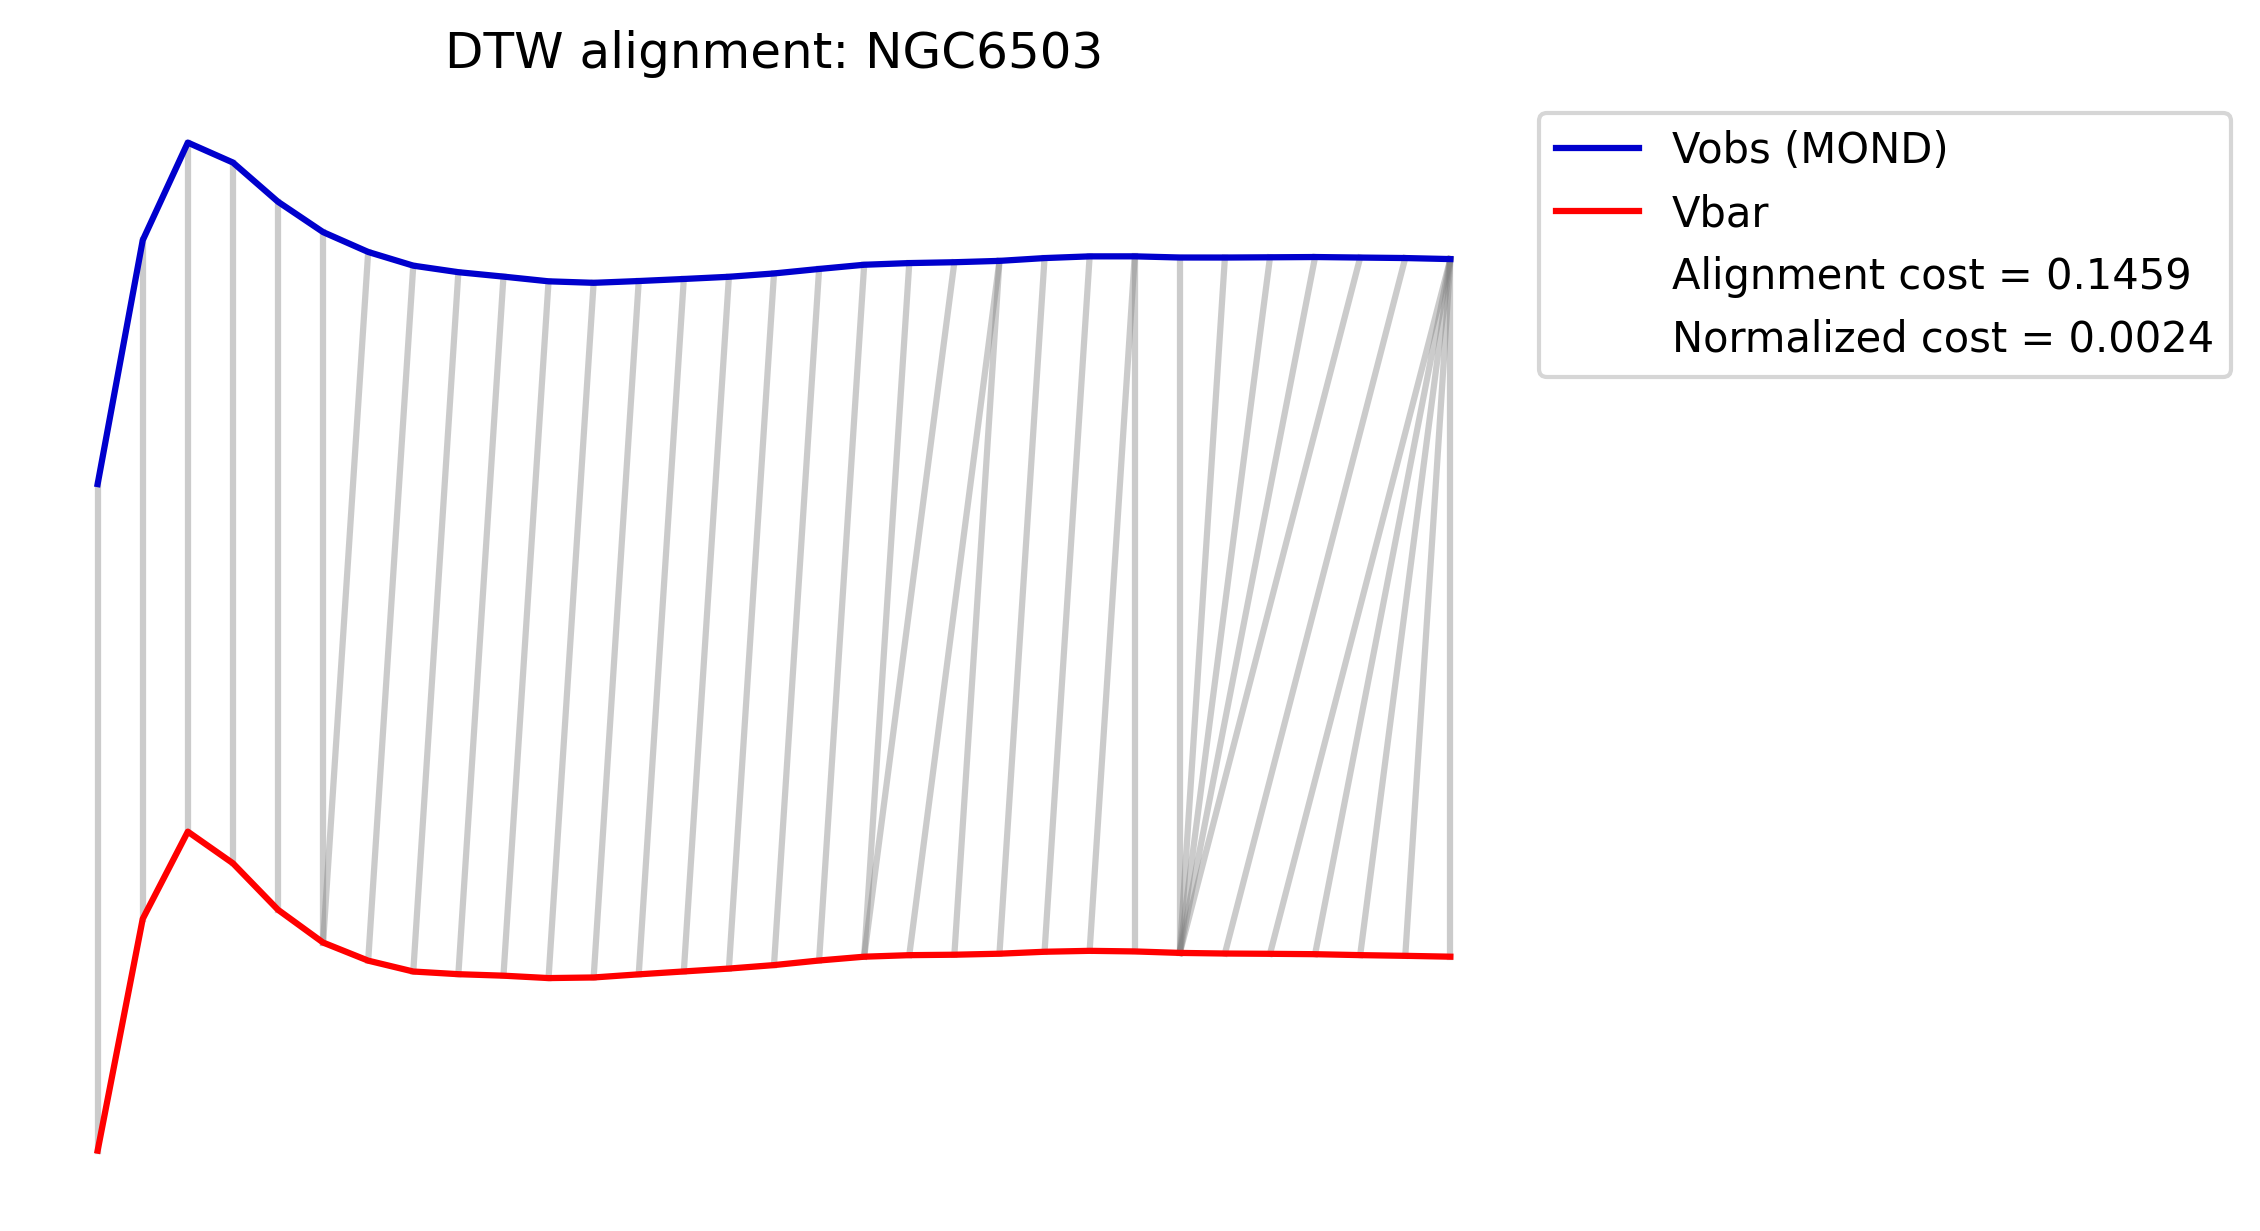 DTW alignment: NGC6503
Vobs (MOND)
Vbar
Alignment cost = 0.1459
Normalized cost = 0.0024